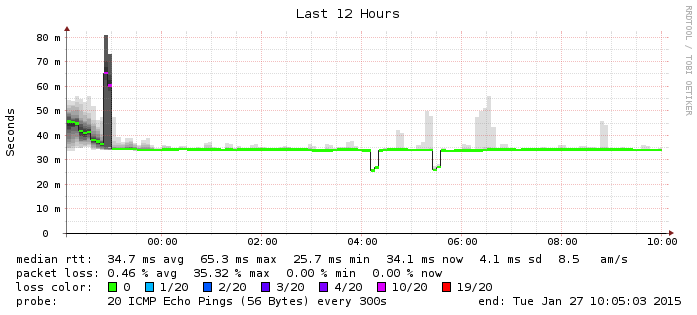 Last 12 Hours
RRDTOOL / TOBI OETIKER
Seconds
80 m
70 m
60 m
50 m
40 m
30 m
20 m
10 m
0
00:00 02:00 04:00 06:00 08:00 10:00
median rtt: 34.7 ms avg 65.3 ms max 25.7 ms min 34.1 ms now 4.1 ms sd 8.5 am/s
packet loss: 0.46 % avg 35.32 % max 0.00 % min 0.00 % now
loss color: 0 1/20 2/20 3/20 4/20 10/20 19/20
probe: 20 ICMP Echo Pings (56 Bytes) every 300s end: Tue Jan 27 10:05:03 2015